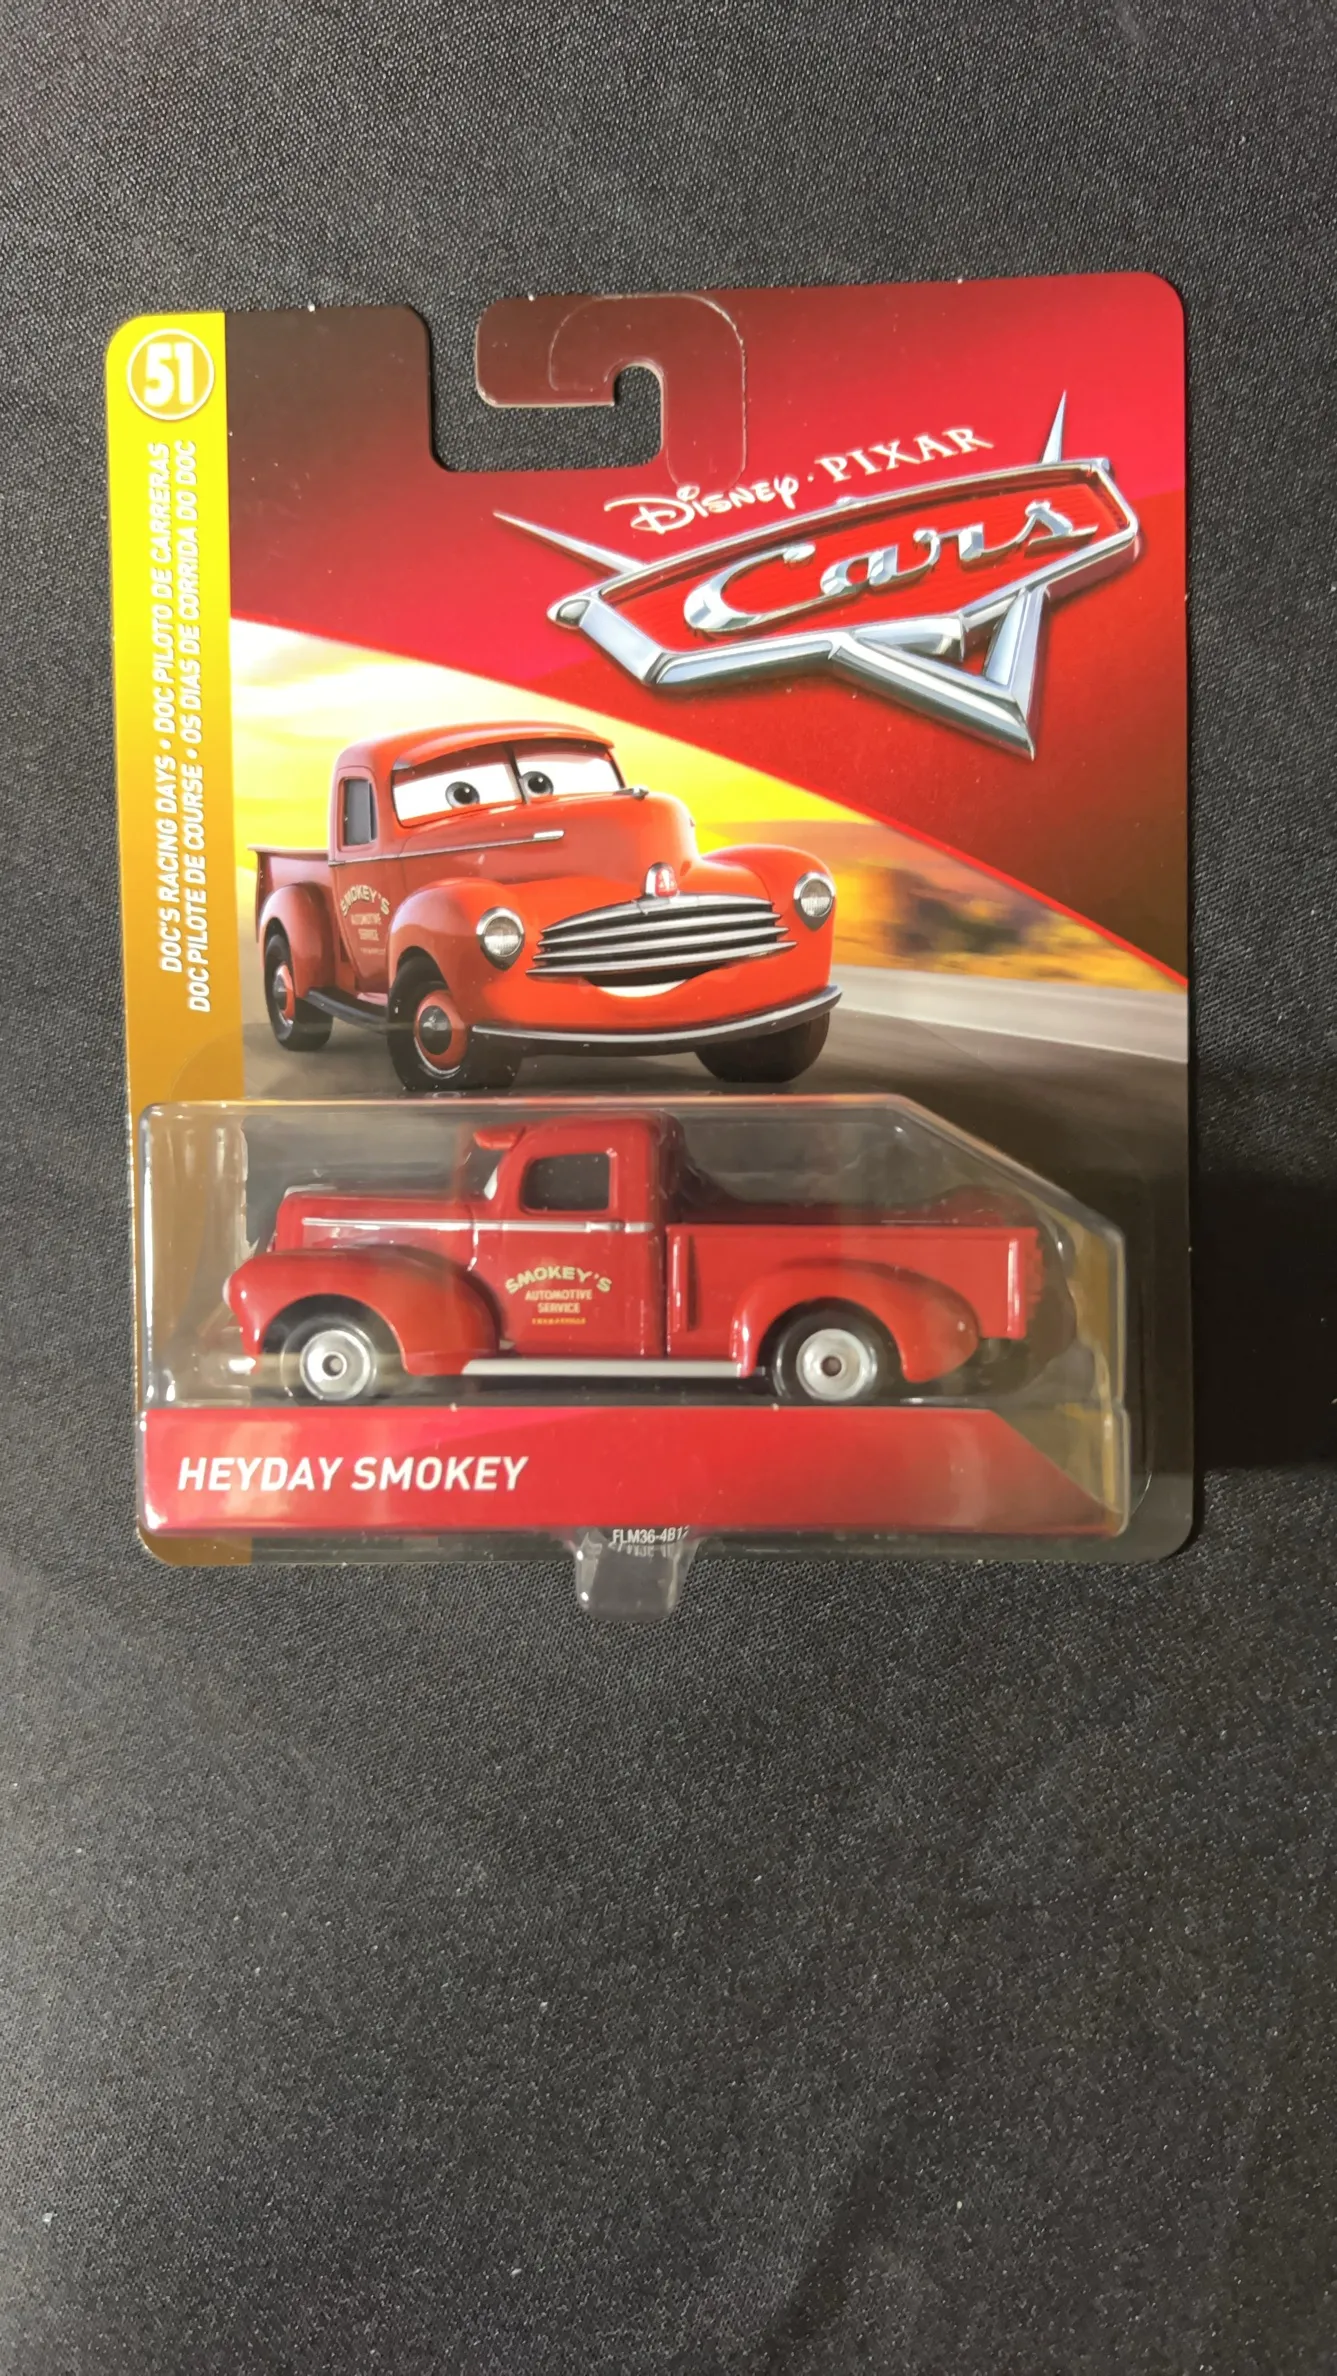 51
DOC'S RACING DAYS • DOC PILOTO DE CARRERAS
DOC PILOTE DE COURSE • OS DIAS DE CORRIDA DO DOC
DISNEY · PIXAR
Cars
SMOKEY'S
AUTOMOTIVE
SERVICE
SMOKEY'S
AUTOMOTIVE
SERVICE
HEYDAY SMOKEY